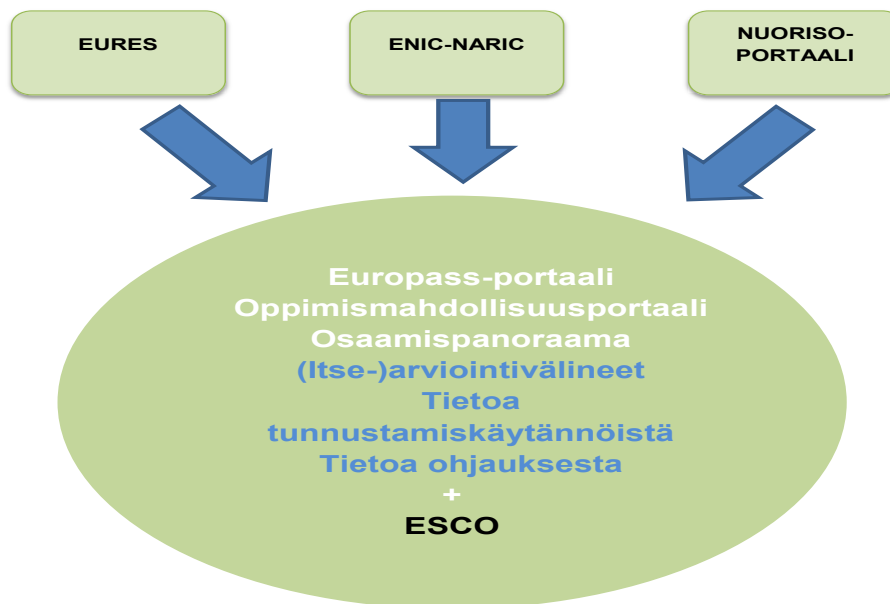 EURES
ENIC-NARIC
NUORISO-
PORTAALI
Europass-portaali
Oppimismahdollisuusportaali
Osaamispanoraama
(Itse-)arviointivälineet
Tietoa
tunnustamiskäytännöistä
Tietoa ohjauksesta
+
ESCO